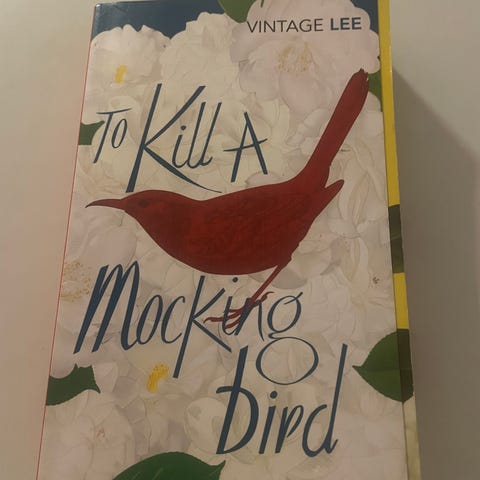 VINTAGE LEE
To Kill A
Mocking
bird